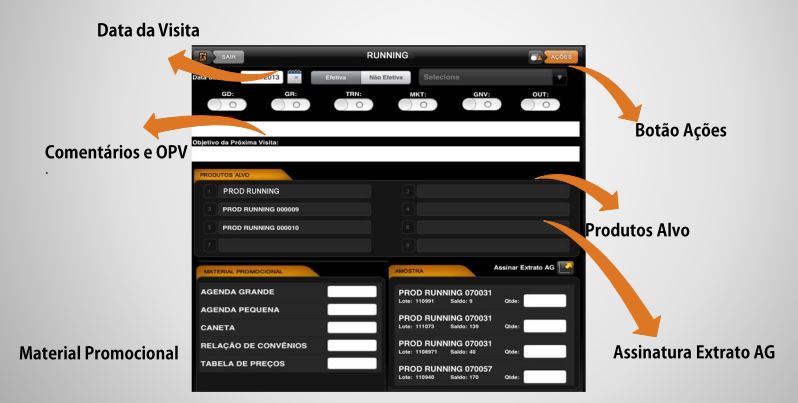 Data da Visita
SAIR
RUNNING
AÇÕES
2013
Efetiva
Não Efetiva
Selecione
GD:
GR:
TRN:
MKT:
GNV:
OUT:
Botão Ações
Comentários e OPV
Objetivo da Próxima Visita:
PRODUTOS ALVO
1 PROD RUNNING
2
3 PROD RUNNING 000009
4
5 PROD RUNNING 000010
6
7
8
Produtos Alvo
MATERIAL PROMOCIONAL
AMOSTRA
Assinar Extrato AG
AGENDA GRANDE
AGENDA PEQUENA
CANETA
RELAÇÃO DE CONVÊNIOS
TABELA DE PREÇOS
PROD RUNNING 070031
Lote: 110991 Saldo: 9 Qtde:
PROD RUNNING 070031
Lote: 111073 Saldo: 139 Qtde:
PROD RUNNING 070031
Lote: 1108971 Saldo: 40 Qtde:
PROD RUNNING 070057
Lote: 110940 Saldo: 170 Qtde:
Material Promocional
Assinatura Extrato AG